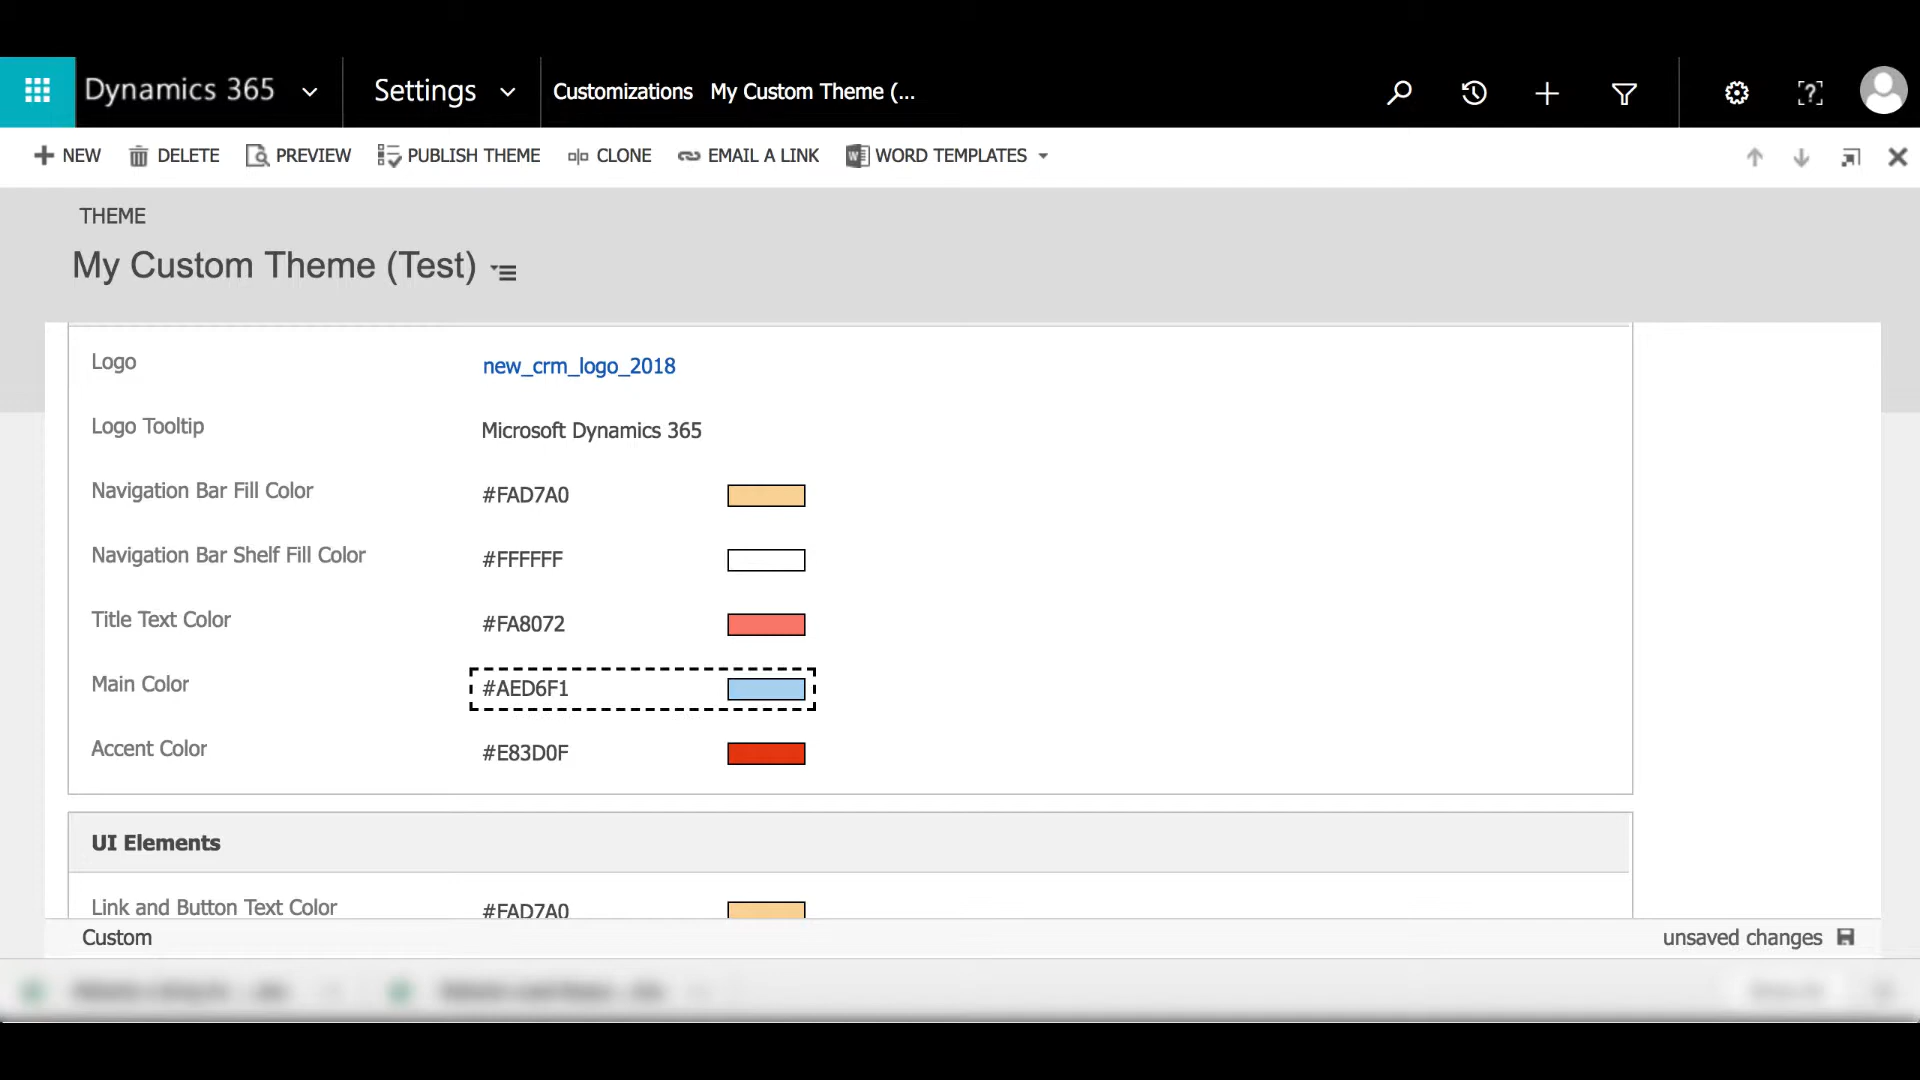 Dynamics 365 Settings Customizations My Custom Theme (...
NEW DELETE PREVIEW PUBLISH THEME CLONE EMAIL A LINK WORD TEMPLATES
THEME
My Custom Theme (Test)
Logo new_crm_logo_2018
Logo Tooltip Microsoft Dynamics 365
Navigation Bar Fill Color #FAD7A0
Navigation Bar Shelf Fill Color #FFFFFF
Title Text Color #FA8072
Main Color #AED6F1
Accent Color #E83D0F
UI Elements
Link and Button Text Color #FAD7A0
Custom unsaved changes